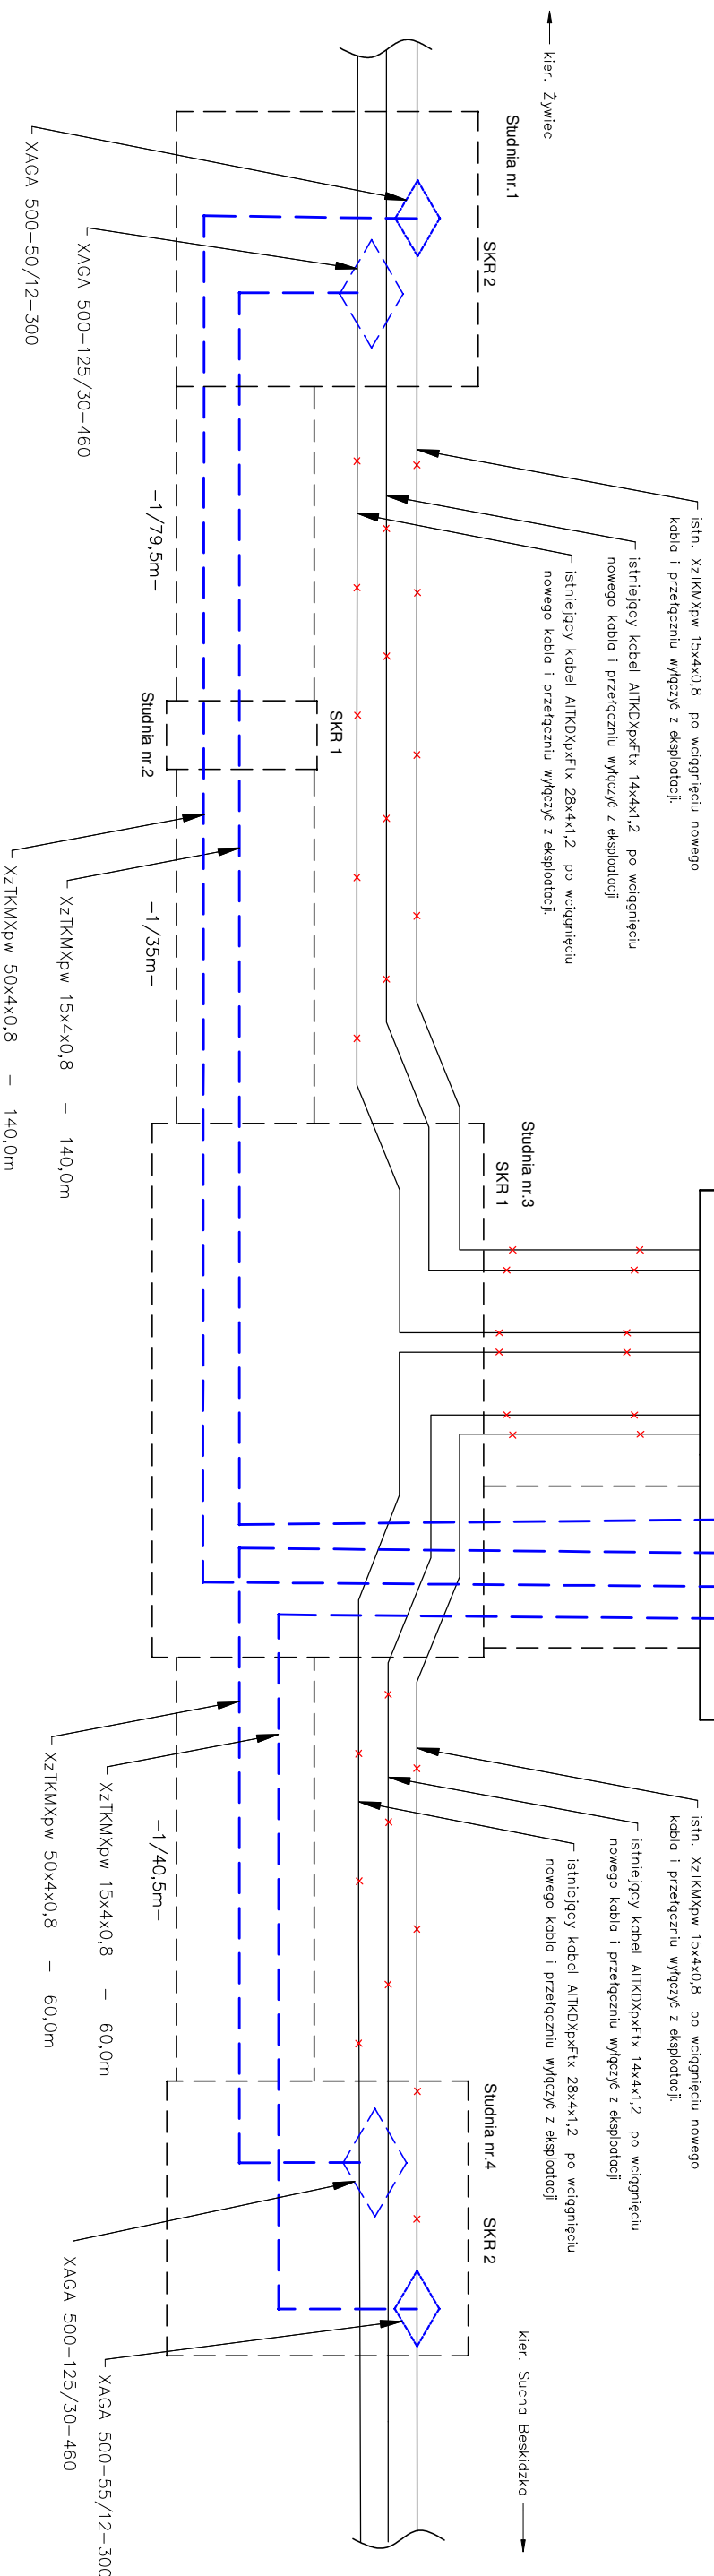 kier. Żywiec
Studnia nr.1
SKR 2
XAGA 500-50/12-300
XAGA 500-125/30-460
istn. XzTKMXpw 15x4x0,8 po wciągnięciu nowego
kabla i przełączniu wyłączyć z eksploatacji.
istniejący kabel AlTKDXpxFtx 14x4x1,2 po wciągnięciu
nowego kabla i przełączniu wyłączyć z eksploatacji
istniejący kabel AlTKDXpxFtx 28x4x1,2 po wciągnięciu
nowego kabla i przełączniu wyłączyć z eksploatacji.
-1/79,5m-
SKR 1
Studnia nr.2
-1/35m-
XzTKMXpw 15x4x0,8 - 140,0m
XzTKMXpw 50x4x0,8 - 140,0m
Studnia nr.3
SKR 1
istn. XzTKMXpw 15x4x0,8 po wciągnięciu nowego
kabla i przełączniu wyłączyć z eksploatacji.
istniejący kabel AlTKDXpxFtx 14x4x1,2 po wciągnięciu
nowego kabla i przełączniu wyłączyć z eksploatacji
istniejący kabel AlTKDXpxFtx 28x4x1,2 po wciągnięciu
nowego kabla i przełączniu wyłączyć z eksploatacji
-1/40,5m-
XzTKMXpw 15x4x0,8 - 60,0m
XzTKMXpw 50x4x0,8 - 60,0m
Studnia nr.4
SKR 2
kier. Sucha Beskidzka
XAGA 500-55/12-300
XAGA 500-125/30-460